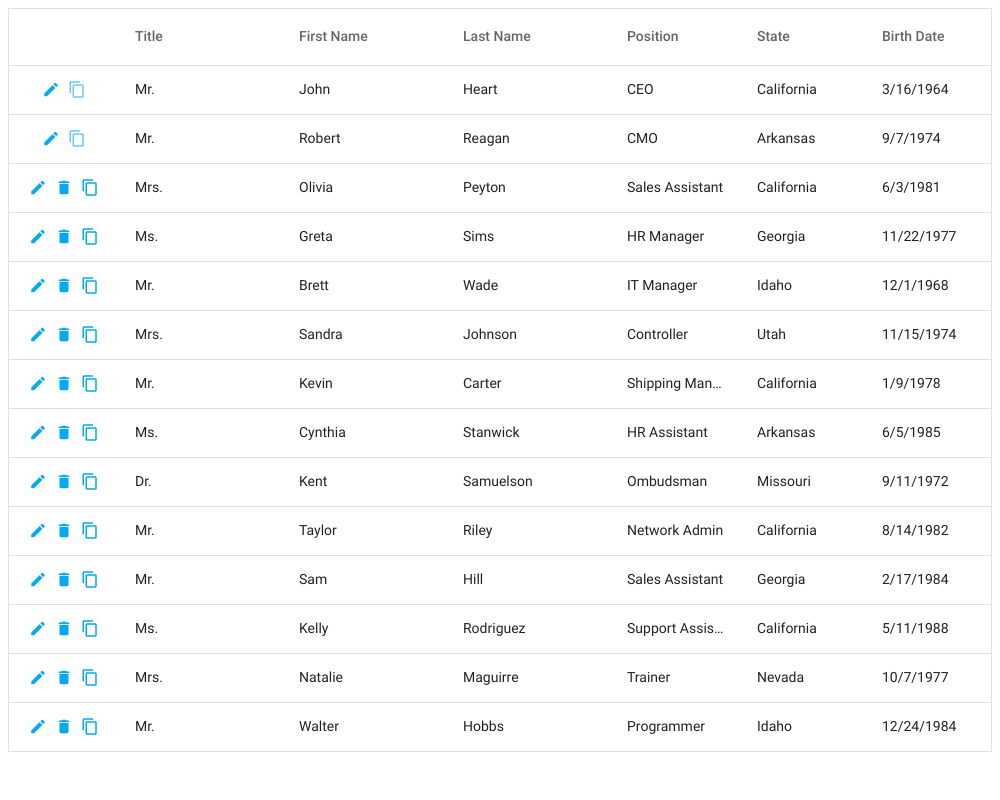 Title First Name Last Name Position State Birth Date
Mr. John Heart CEO California 3/16/1964
Mr. Robert Reagan CMO Arkansas 9/7/1974
Mrs. Olivia Peyton Sales Assistant California 6/3/1981
Ms. Greta Sims HR Manager Georgia 11/22/1977
Mr. Brett Wade IT Manager Idaho 12/1/1968
Mrs. Sandra Johnson Controller Utah 11/15/1974
Mr. Kevin Carter Shipping Man... California 1/9/1978
Ms. Cynthia Stanwick HR Assistant Arkansas 6/5/1985
Dr. Kent Samuelson Ombudsman Missouri 9/11/1972
Mr. Taylor Riley Network Admin California 8/14/1982
Mr. Sam Hill Sales Assistant Georgia 2/17/1984
Ms. Kelly Rodriguez Support Assis... California 5/11/1988
Mrs. Natalie Maguirre Trainer Nevada 10/7/1977
Mr. Walter Hobbs Programmer Idaho 12/24/1984